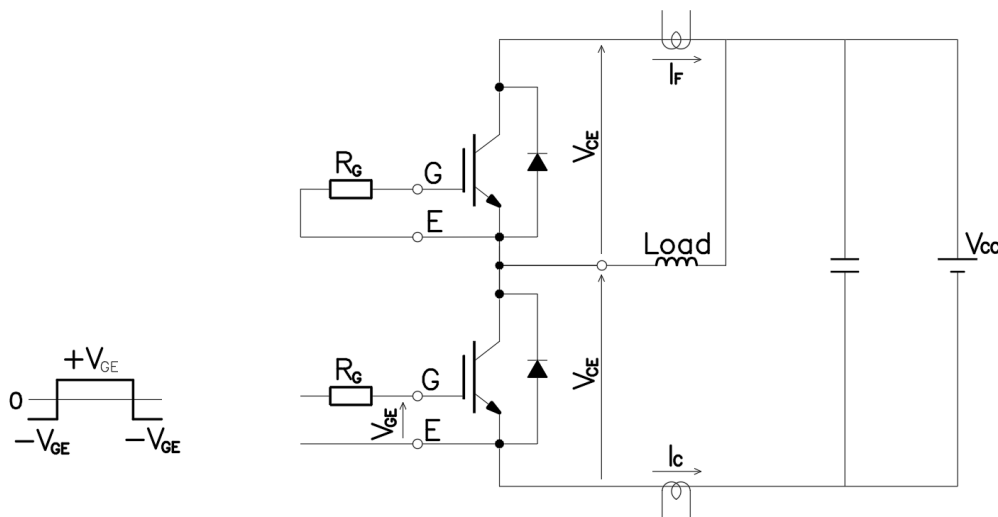 I_F
V_CE
R_G
G
E
Load
V_CC
+V_GE
0
-V_GE
-V_GE
R_G
G
V_GE
E
V_CE
I_C